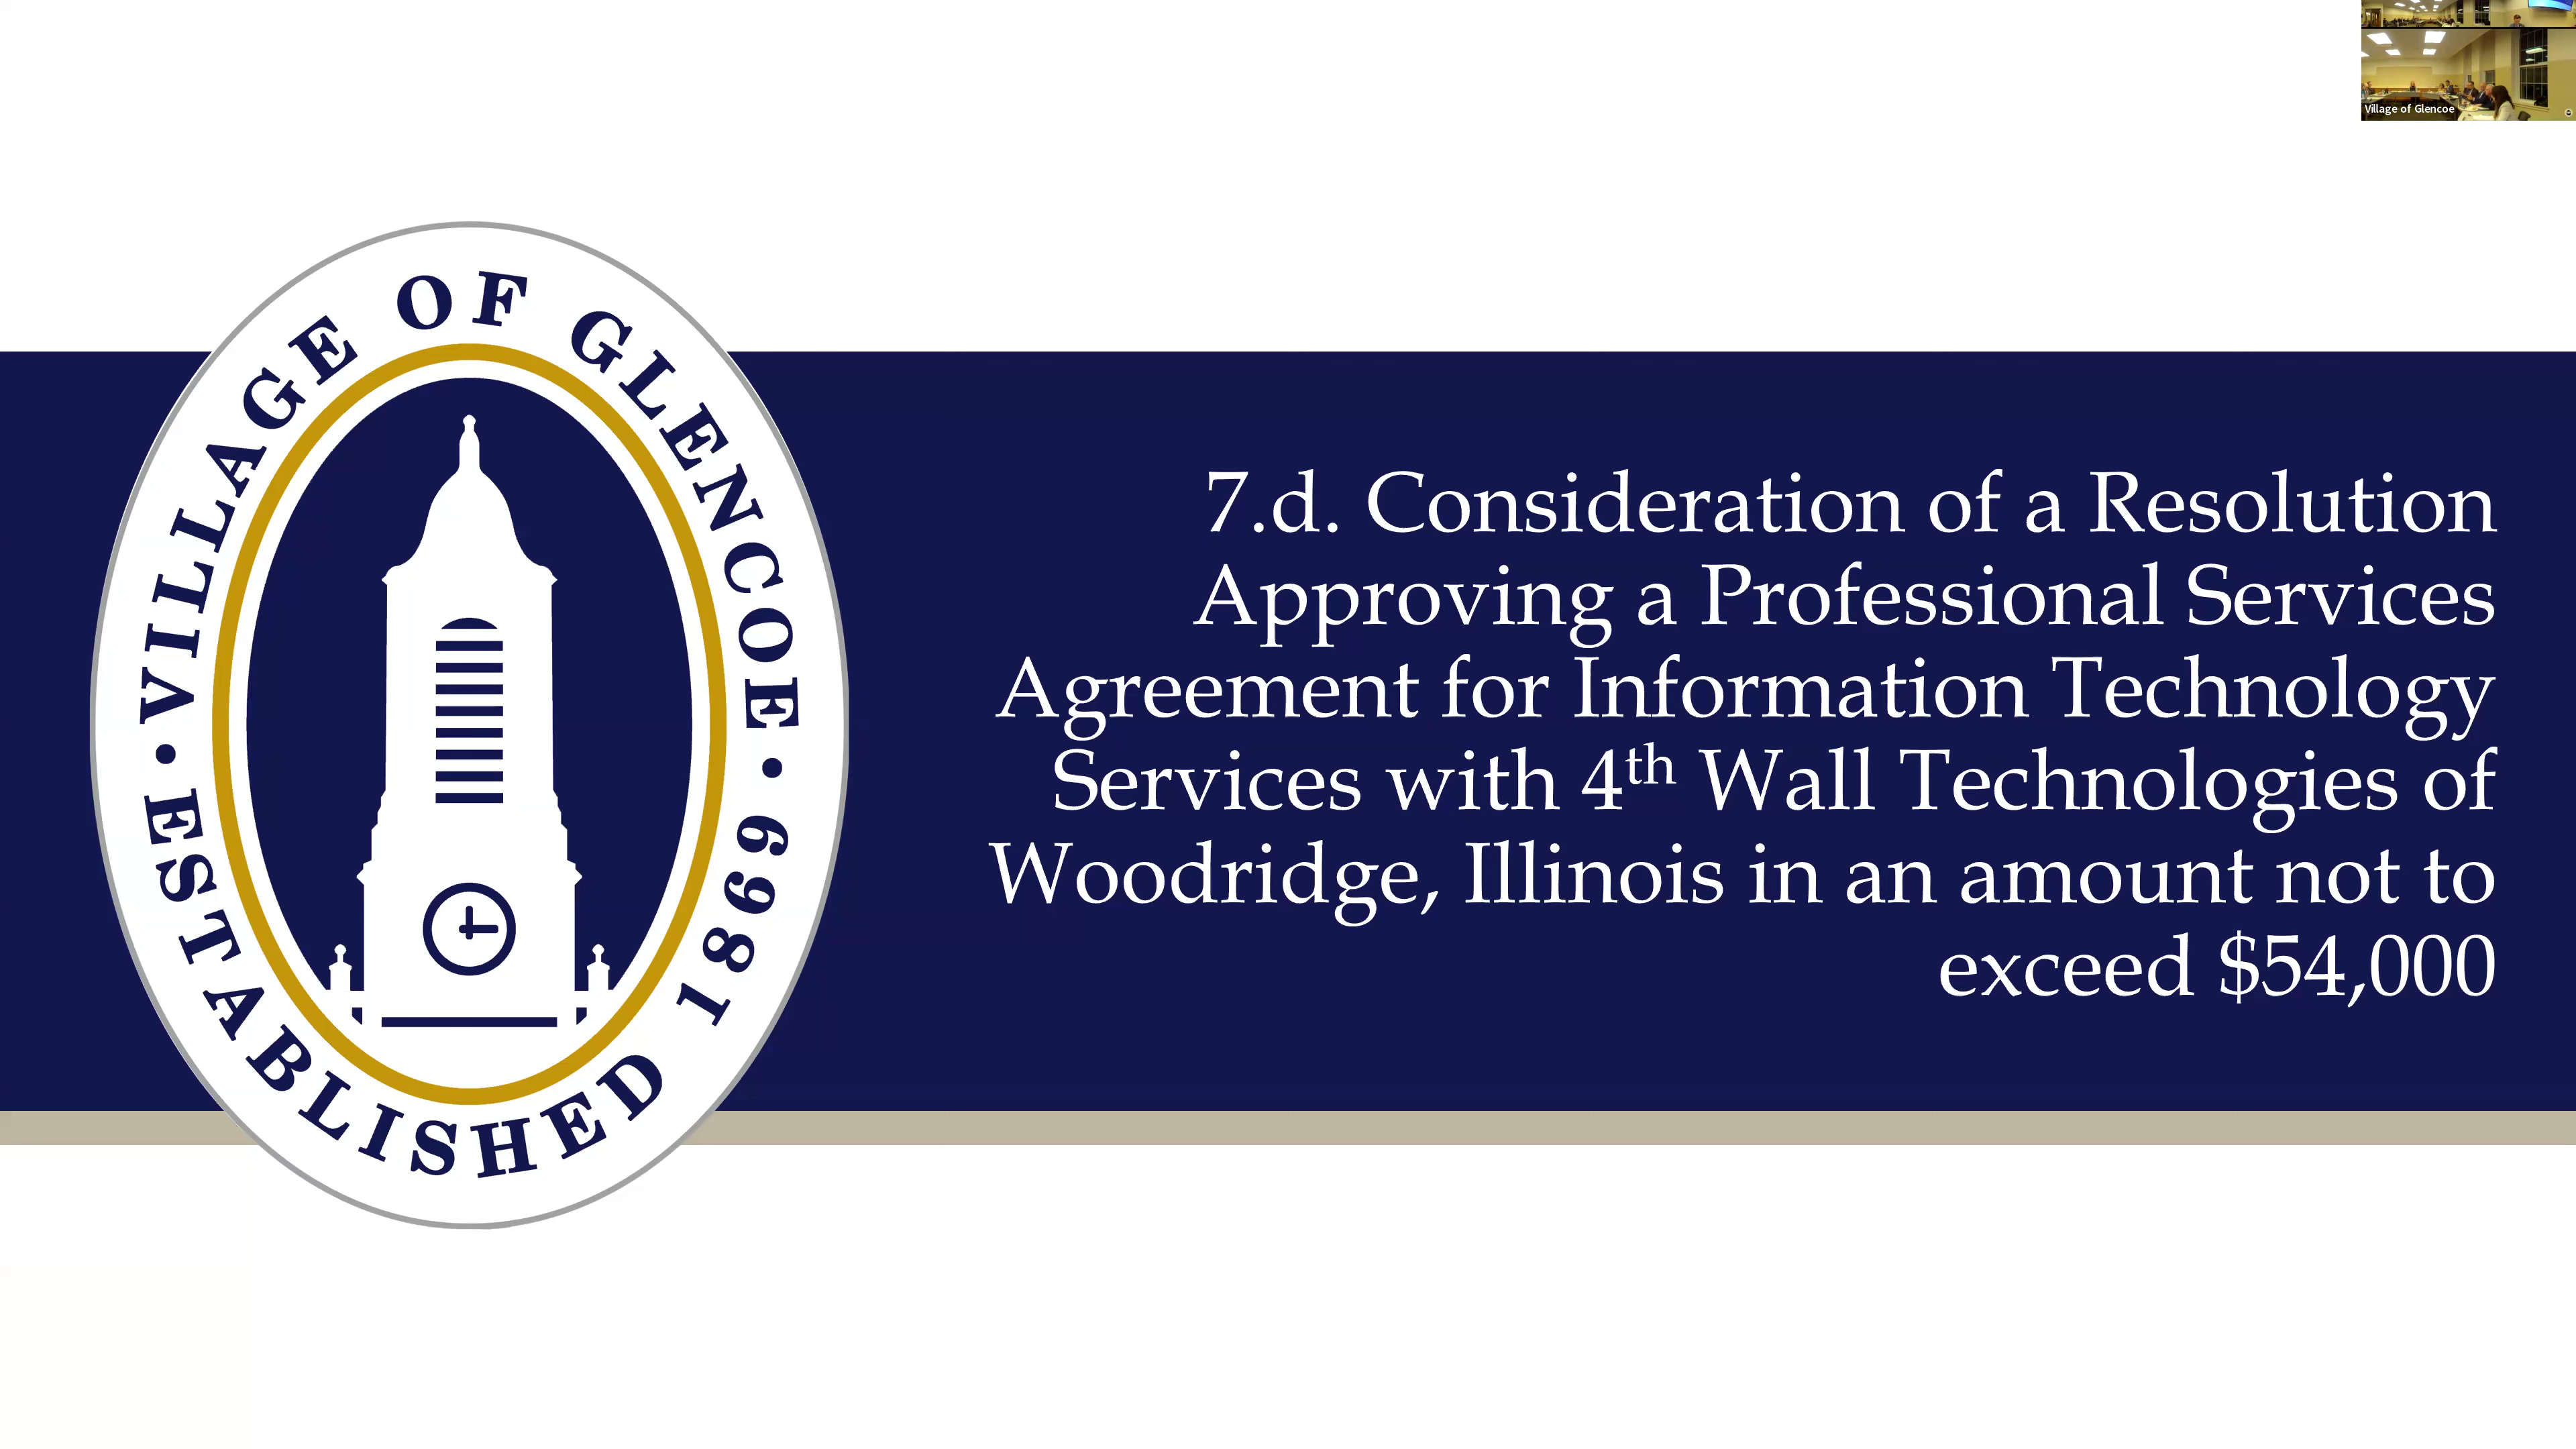 Village of Glencoe
VILLAGE OF GLENCOE
• ESTABLISHED 1869 •
7.d. Consideration of a Resolution
Approving a Professional Services
Agreement for Information Technology
Services with 4th Wall Technologies of
Woodridge, Illinois in an amount not to
exceed $54,000